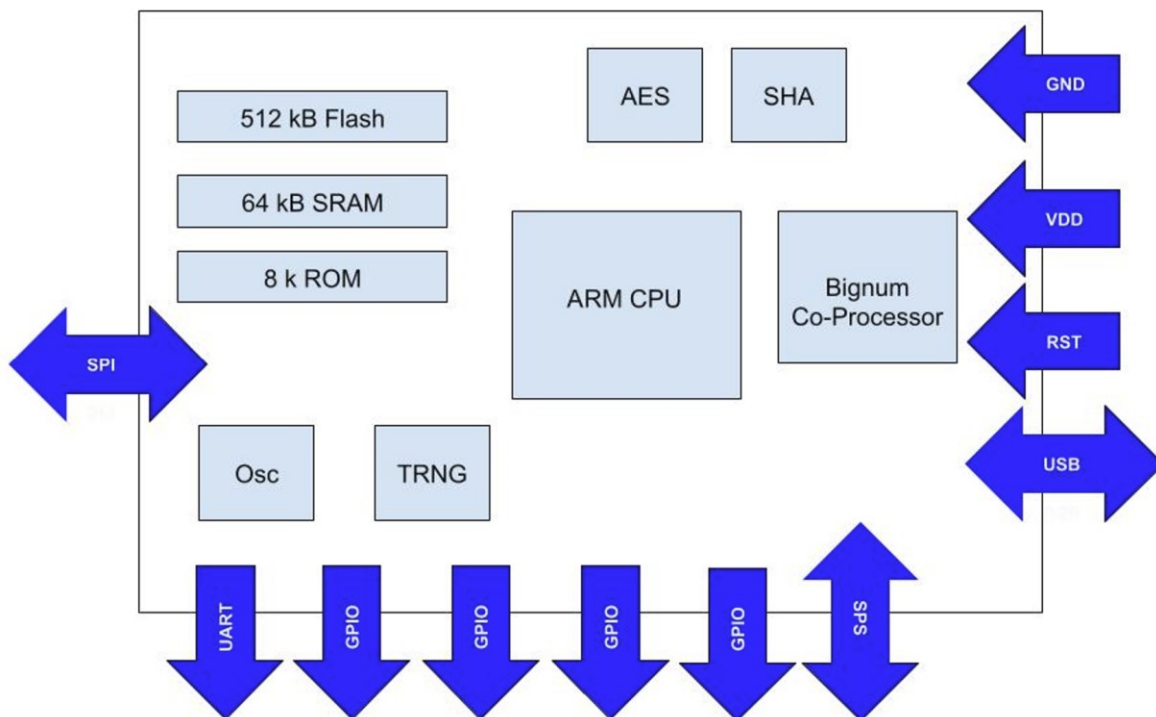 AES
SHA
GND
512 kB Flash
64 kB SRAM
VDD
8 k ROM
ARM CPU
Bignum
Co-Processor
RST
SPI
Osc
TRNG
USB
UART
GPIO
GPIO
GPIO
GPIO
SPS